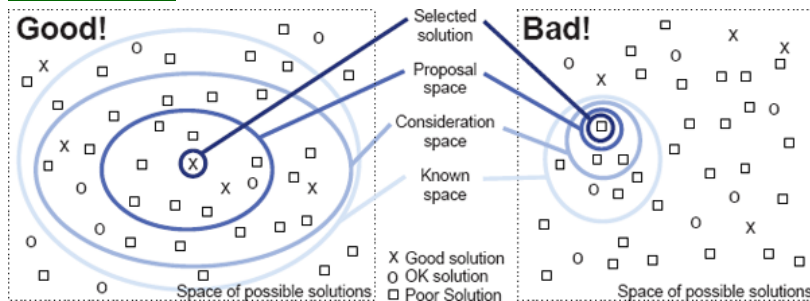 Good!
Selected
solution
Proposal
space
Consideration
space
Known
space
X Good solution
O OK solution
□ Poor Solution
Space of possible solutions
Bad!
Space of possible solutions